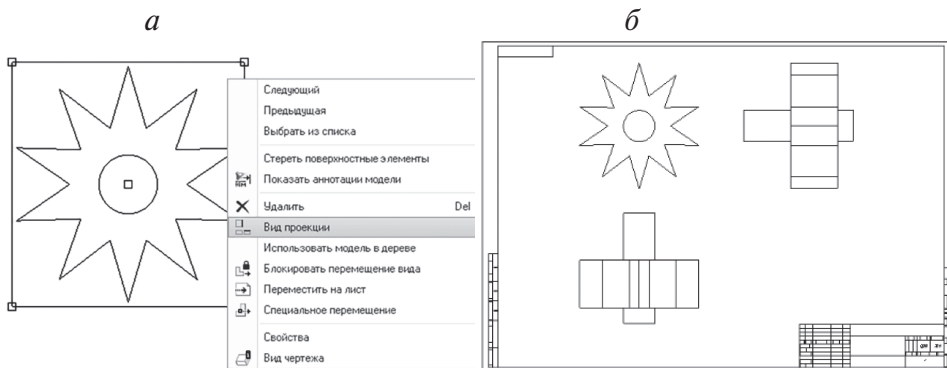 а
б
Следующий
Предыдущая
Выбрать из списка
Стереть поверхностные элементы
Показать аннотации модели
Удалить Del
Вид проекции
Использовать модель в дереве
Блокировать перемещение вида
Переместить на лист
Специальное перемещение
Свойства
Вид чертежа